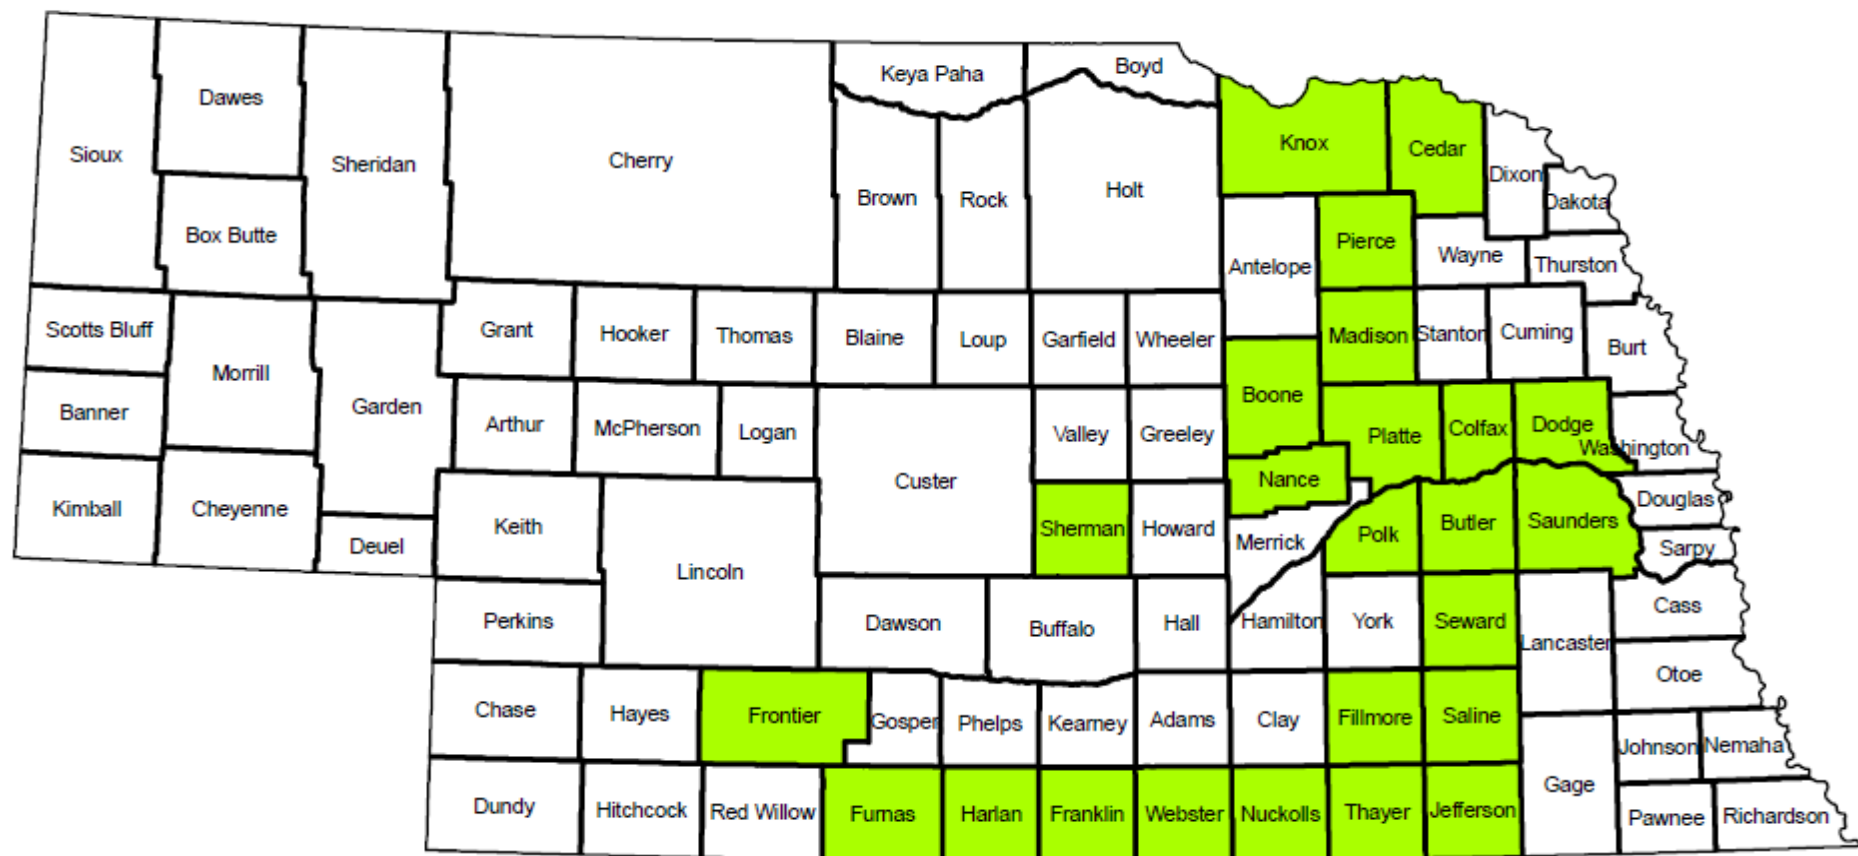 Keya Paha
Boyd
Dawes
Knox
Cedar
Sioux
Sheridan
Cherry
Dixon
Brown
Rock
Holt
Dakota
Box Butte
Pierce
Wayne
Antelope
Thurston
Scotts Bluff
Grant
Hooker
Thomas
Blaine
Loup
Garfield
Wheeler
Madison
Stanton
Cuming
Burt
Morrill
Banner
Garden
Boone
Arthur
McPherson
Logan
Valley
Greeley
Platte
Colfax
Dodge
Washington
Custer
Nance
Kimball
Cheyenne
Keith
Deuel
Sherman
Howard
Merrick
Polk
Butler
Saunders
Douglas
Sarpy
Lincoln
Perkins
Dawson
Buffalo
Hall
Hamilton
York
Seward
Lancaster
Cass
Otoe
Chase
Hayes
Frontier
Gosper
Phelps
Kearney
Adams
Clay
Fillmore
Saline
Johnson
Nemaha
Dundy
Hitchcock
Red Willow
Furnas
Harlan
Franklin
Webster
Nuckolls
Thayer
Jefferson
Gage
Pawnee
Richardson